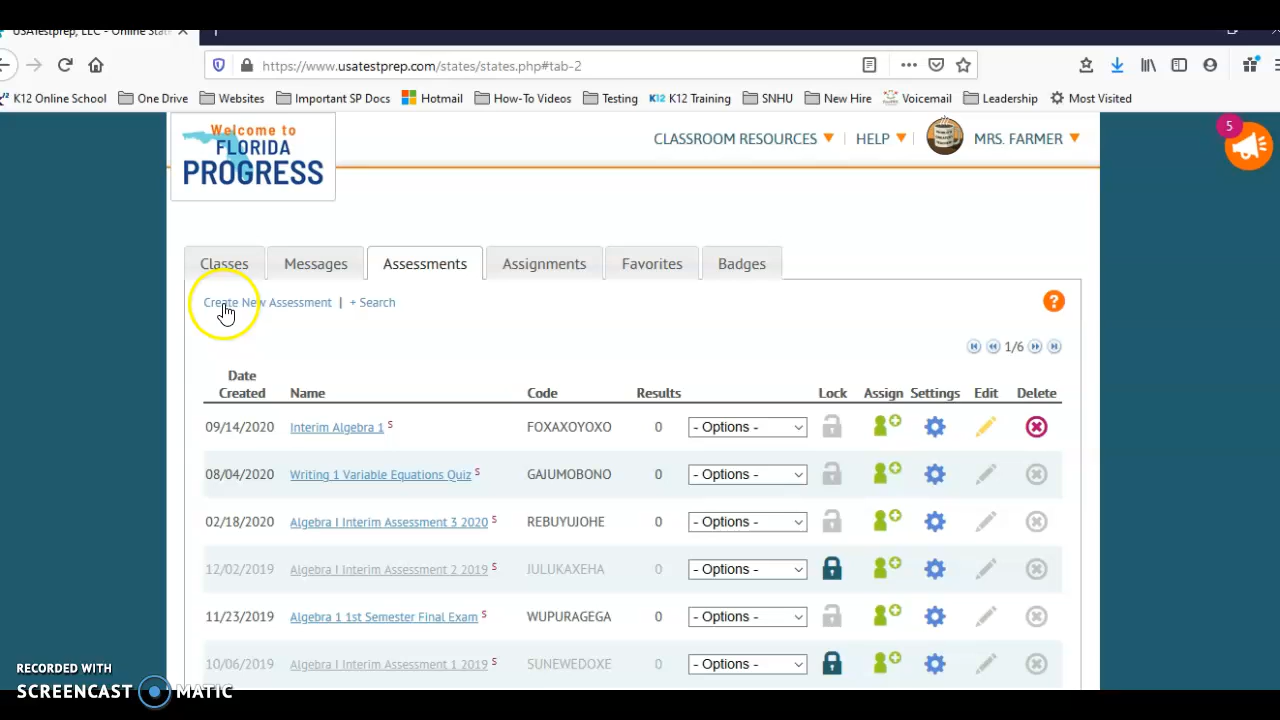 USATestprep, LLC - Online State
https://www.usatestprep.com/states/states.php#tab-2
K12 Online School One Drive Websites Important SP Docs Hotmail How-To Videos Testing K12 K12 Training SNHU New Hire Voicemail Leadership Most Visited
Welcome to
FLORIDA
PROGRESS
CLASSROOM RESOURCES HELP MRS. FARMER 5
Classes Messages Assessments Assignments Favorites Badges
Create New Assessment | + Search ?
1/6
Date
Created Name Code Results Lock Assign Settings Edit Delete
09/14/2020 Interim Algebra 1 S FOXAXOYOXO 0 - Options -
08/04/2020 Writing 1 Variable Equations Quiz S GAJUMOBONO 0 - Options -
02/18/2020 Algebra I Interim Assessment 3 2020 S REBUYUJOHE 0 - Options -
12/02/2019 Algebra I Interim Assessment 2 2019 S JULUKAXEHA 0 - Options -
11/23/2019 Algebra 1 1st Semester Final Exam S WUPURAGEGA 0 - Options -
10/06/2019 Algebra I Interim Assessment 1 2019 S SUNEWEDOXE 0 - Options -
RECORDED WITH
SCREENCAST MATIC